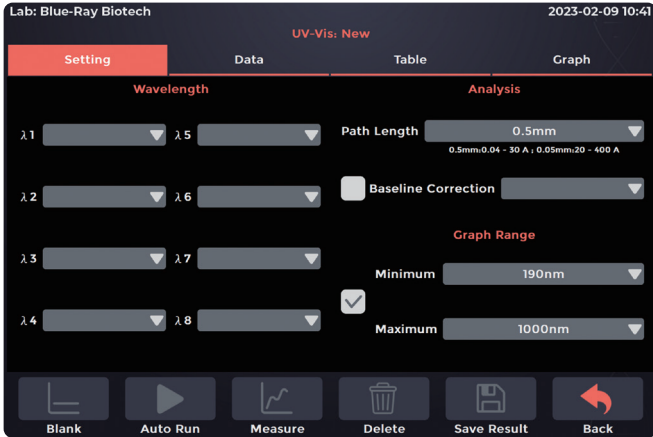 Lab: Blue-Ray Biotech 2023-02-09 10:41
UV-Vis: New
Setting Data Table Graph
Wavelength Analysis
λ1 λ5 Path Length 0.5mm
0.5mm:0.04 - 30 A ; 0.05mm:20 - 400 A
λ2 λ6 Baseline Correction
Graph Range
λ3 λ7 Minimum 190nm
λ4 λ8 Maximum 1000nm
Blank Auto Run Measure Delete Save Result Back